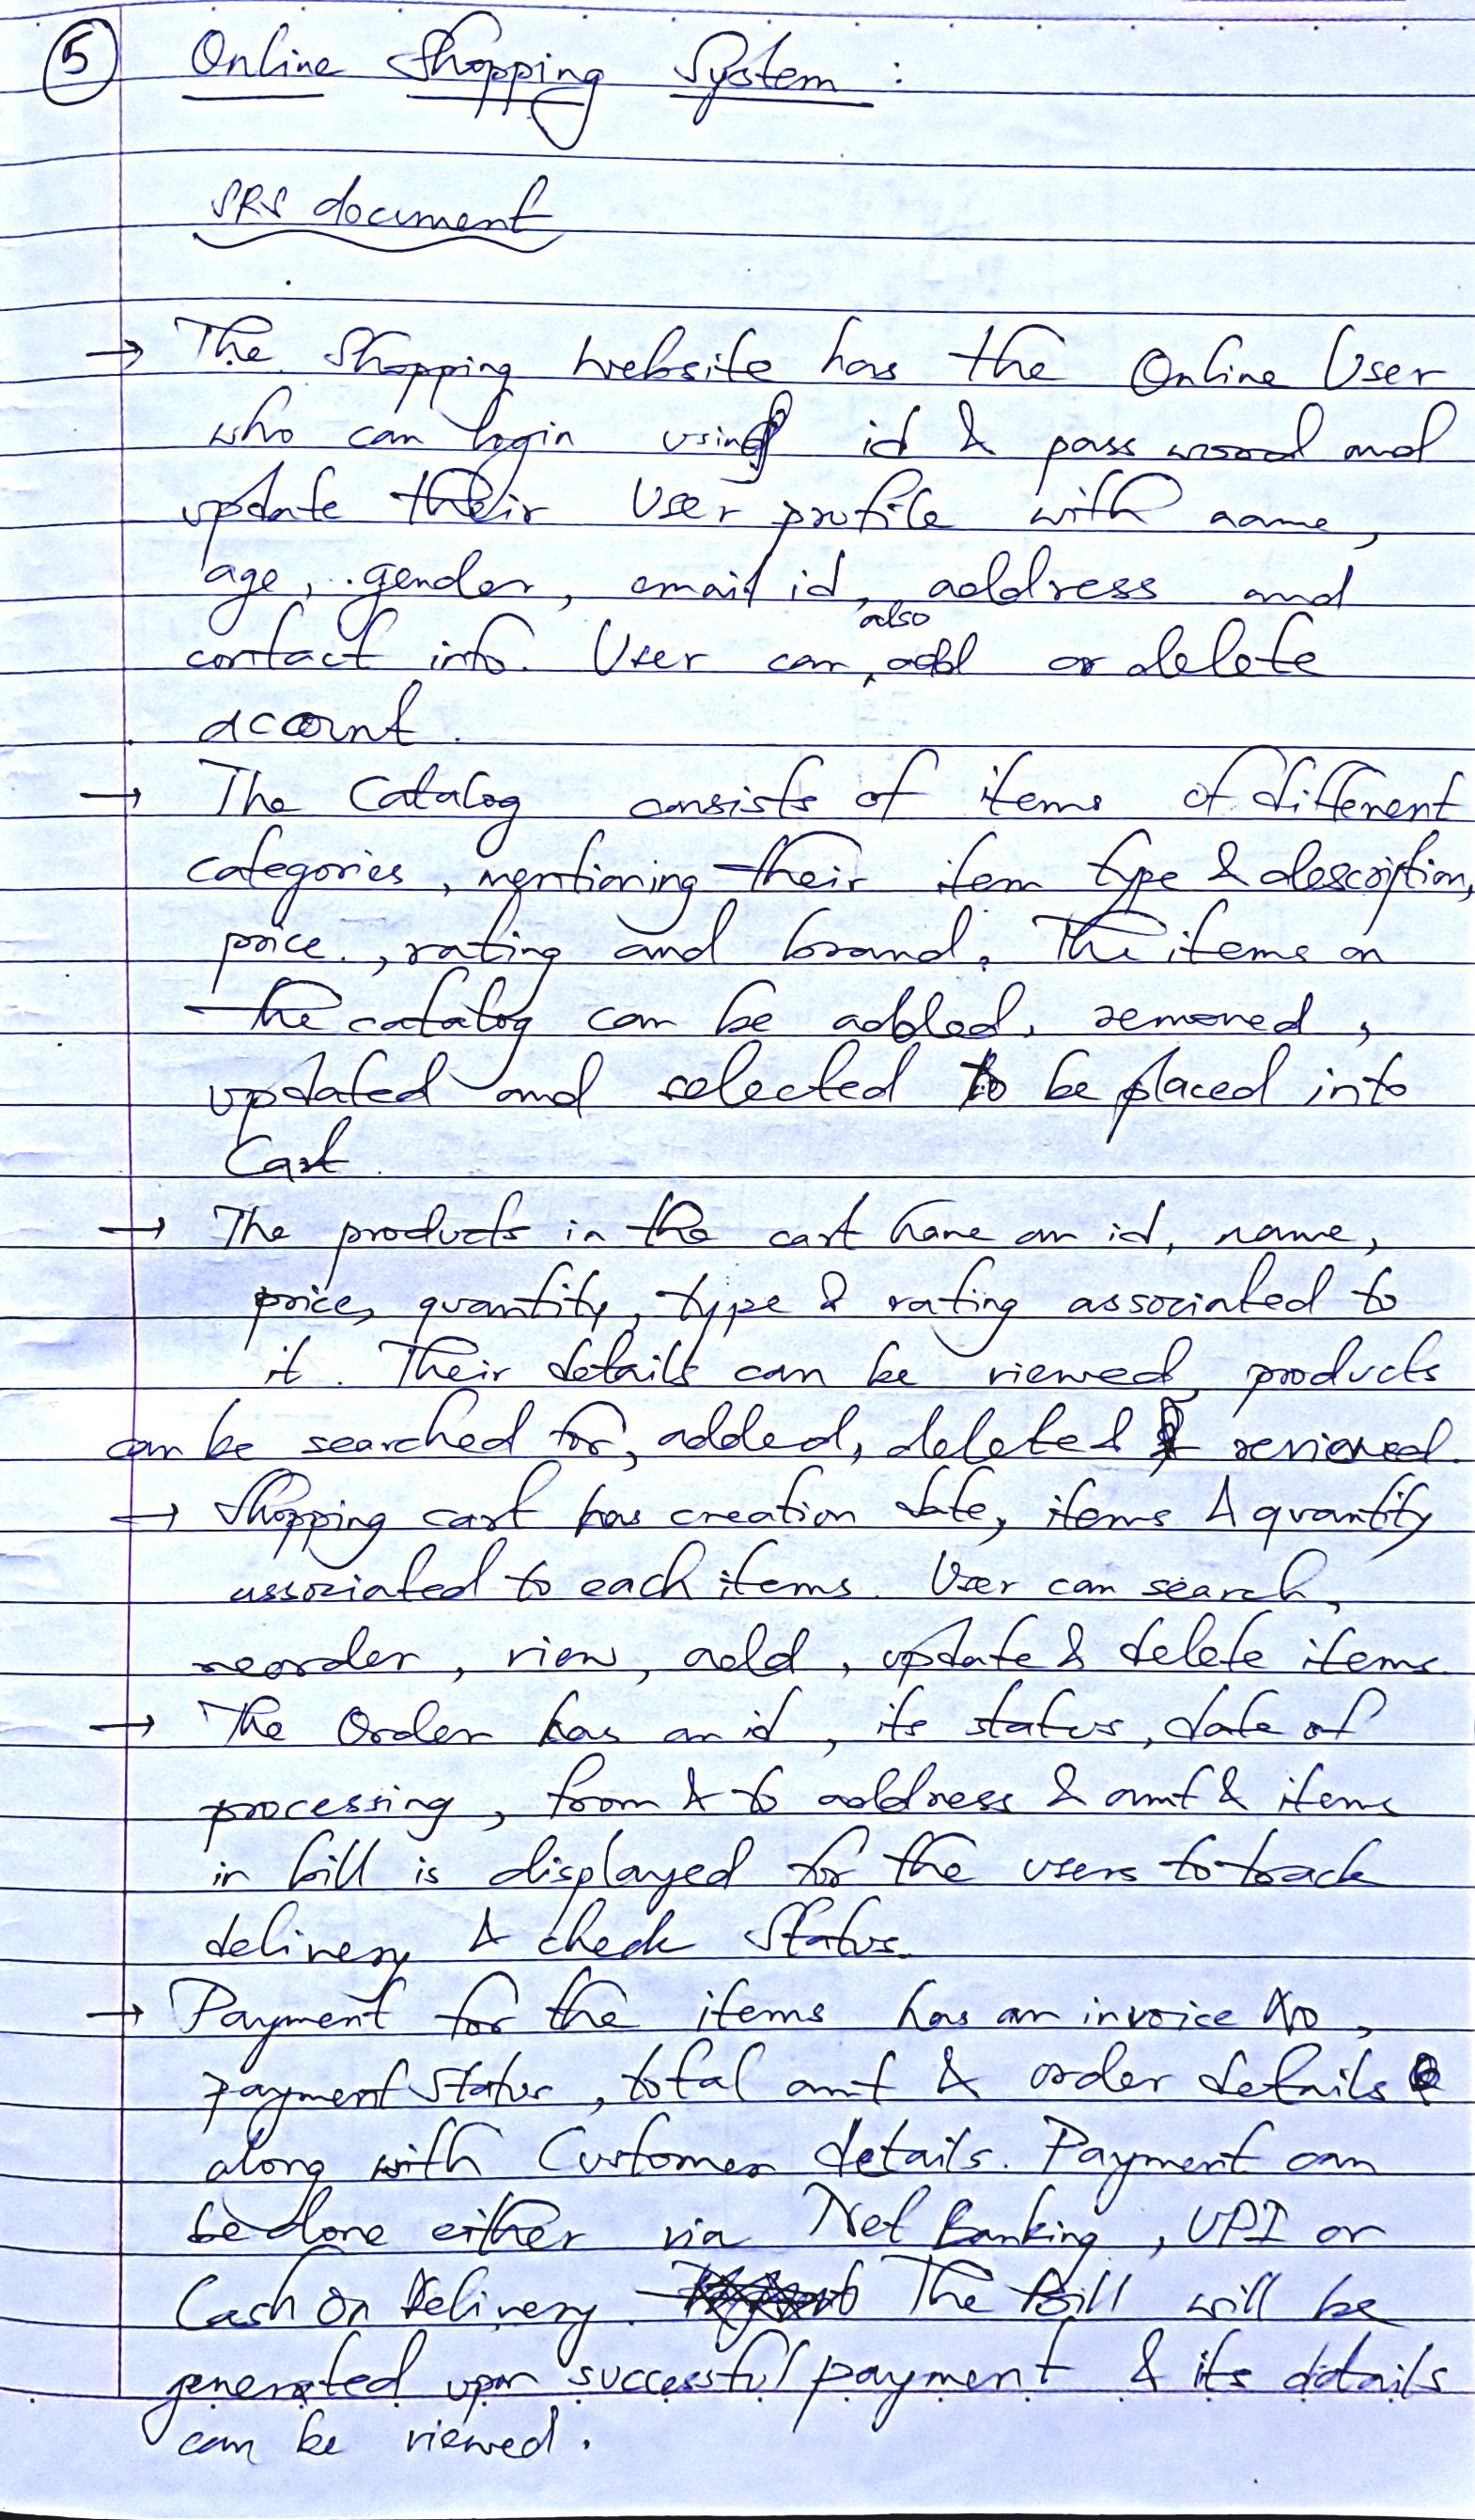 5 Online Shopping System :
SRS document
→ The Shopping website has the Online User
who can login using id & password and
update their User profile with name,
age, gender, email id, address and
contact info. User can also add or delete
account.
→ The Catalog consists of items of different
categories, mentioning their item type & description,
price, rating and brand. The items on
the catalog can be added, removed,
updated and selected to be placed into
Cart.
→ The products in the cart have an id, name,
price, quantity, type & rating associated to
it. Their details can be viewed, products
can be searched for, added, deleted & reviewed.
→ Shopping cart has creation date, items & quantity
associated to each items. User can search,
reorder, view, add, update & delete items.
→ The Order has an id, its status, date of
processing, from & to address & amt & items
in bill is displayed for the users to track
delivery & check Status.
→ Payment for the items has an invoice No,
payment status, total amt & order details
along with Customer details. Payment can
be done either via Net Banking, UPI or
Cash On Delivery. The Bill will be
generated upon successful payment & its details
can be viewed.